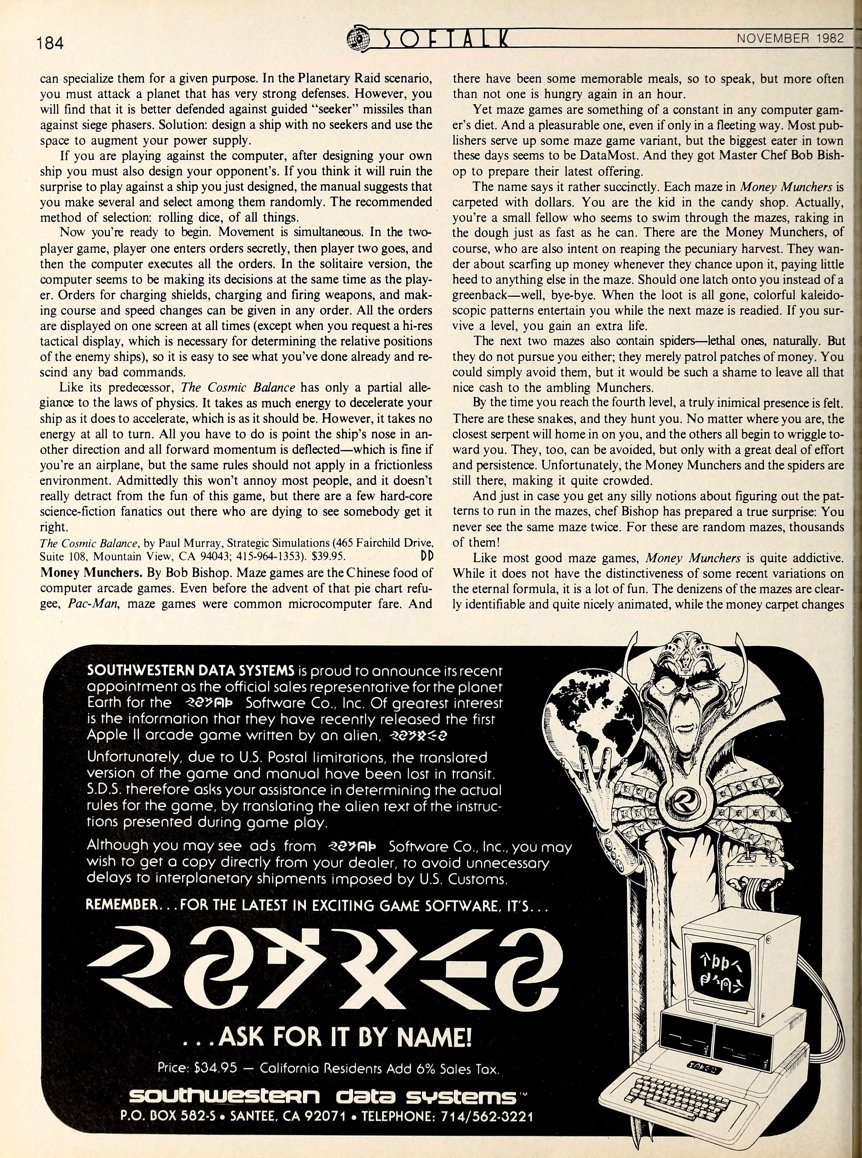 184
SOFTALK
NOVEMBER 1982
can specialize them for a given purpose. In the Planetary Raid scenario,
you must attack a planet that has very strong defenses. However, you
will find that it is better defended against guided “seeker” missiles than
against siege phasers. Solution: design a ship with no seekers and use the
space to augment your power supply.
If you are playing against the computer, after designing your own
ship you must also design your opponent's. If you think it will ruin the
surprise to play against a ship you just designed, the manual suggests that
you make several and select among them randomly. The recommended
method of selection: rolling dice, of all things.
Now you're ready to begin. Movement is simultaneous. In the two-
player game, player one enters orders secretly, then player two goes, and
then the computer executes all the orders. In the solitaire version, the
computer seems to be making its decisions at the same time as the play-
er. Orders for charging shields, charging and firing weapons, and mak-
ing course and speed changes can be given in any order. All the orders
are displayed on one screen at all times (except when you request a hi-res
tactical display, which is necessary for determining the relative positions
of the enemy ships), so it is easy to see what you've done already and re-
scind any bad commands.
Like its predecessor, The Cosmic Balance has only a partial alle-
giance to the laws of physics. It takes as much energy to decelerate your
ship as it does to accelerate, which is as it should be. However, it takes no
energy at all to turn. All you have to do is point the ship's nose in an-
other direction and all forward momentum is deflected—which is fine if
you're an airplane, but the same rules should not apply in a frictionless
environment. Admittedly this won't annoy most people, and it doesn't
really detract from the fun of this game, but there are a few hard-core
science-fiction fanatics out there who are dying to see somebody get it
right.
The Cosmic Balance, by Paul Murray, Strategic Simulations (465 Fairchild Drive,
Suite 108, Mountain View, CA 94043; 415-964-1353). $39.95. DD
Money Munchers. By Bob Bishop. Maze games are the Chinese food of
computer arcade games. Even before the advent of that pie chart refu-
gee, Pac-Man, maze games were common microcomputer fare. And
there have been some memorable meals, so to speak, but more often
than not one is hungry again in an hour.
Yet maze games are something of a constant in any computer gam-
er's diet. And a pleasurable one, even if only in a fleeting way. Most pub-
lishers serve up some maze game variant, but the biggest eater in town
these days seems to be DataMost. And they got Master Chef Bob Bish-
op to prepare their latest offering.
The name says it rather succinctly. Each maze in Money Munchers is
carpeted with dollars. You are the kid in the candy shop. Actually,
you're a small fellow who seems to swim through the mazes, raking in
the dough just as fast as he can. There are the Money Munchers, of
course, who are also intent on reaping the pecuniary harvest. They wan-
der about scarfing up money whenever they chance upon it, paying little
heed to anything else in the maze. Should one latch onto you instead of a
greenback—well, bye-bye. When the loot is all gone, colorful kaleido-
scopic patterns entertain you while the next maze is readied. If you sur-
vive a level, you gain an extra life.
The next two mazes also contain spiders—lethal ones, naturally. But
they do not pursue you either; they merely patrol patches of money. You
could simply avoid them, but it would be such a shame to leave all that
nice cash to the ambling Munchers.
By the time you reach the fourth level, a truly inimical presence is felt.
There are these snakes, and they hunt you. No matter where you are, the
closest serpent will home in on you, and the others all begin to wriggle to-
ward you. They, too, can be avoided, but only with a great deal of effort
and persistence. Unfortunately, the Money Munchers and the spiders are
still there, making it quite crowded.
And just in case you get any silly notions about figuring out the pat-
terns to run in the mazes, chef Bishop has prepared a true surprise: You
never see the same maze twice. For these are random mazes, thousands
of them!
Like most good maze games, Money Munchers is quite addictive.
While it does not have the distinctiveness of some recent variations on
the eternal formula, it is a lot of fun. The denizens of the mazes are clear-
ly identifiable and quite nicely animated, while the money carpet changes
SOUTHWESTERN DATA SYSTEMS is proud to announce its recent
appointment as the official sales representative for the planet
Earth for the Software Co., Inc. Of greatest interest
is the information that they have recently released the first
Apple II arcade game written by an alien,
Unfortunately, due to U.S. Postal limitations, the translated
version of the game and manual have been lost in transit.
S.D.S. therefore asks your assistance in determining the actual
rules for the game, by translating the alien text of the instruc-
tions presented during game play.
Although you may see ads from Software Co., Inc., you may
wish to get a copy directly from your dealer, to avoid unnecessary
delays to interplanetary shipments imposed by U.S. Customs.
REMEMBER...FOR THE LATEST IN EXCITING GAME SOFTWARE, IT'S...
...ASK FOR IT BY NAME!
Price: $34.95 — California Residents Add 6% Sales Tax.
southwestern data systems™
P.O. BOX 582-S • SANTEE, CA 92071 • TELEPHONE: 714/562-3221